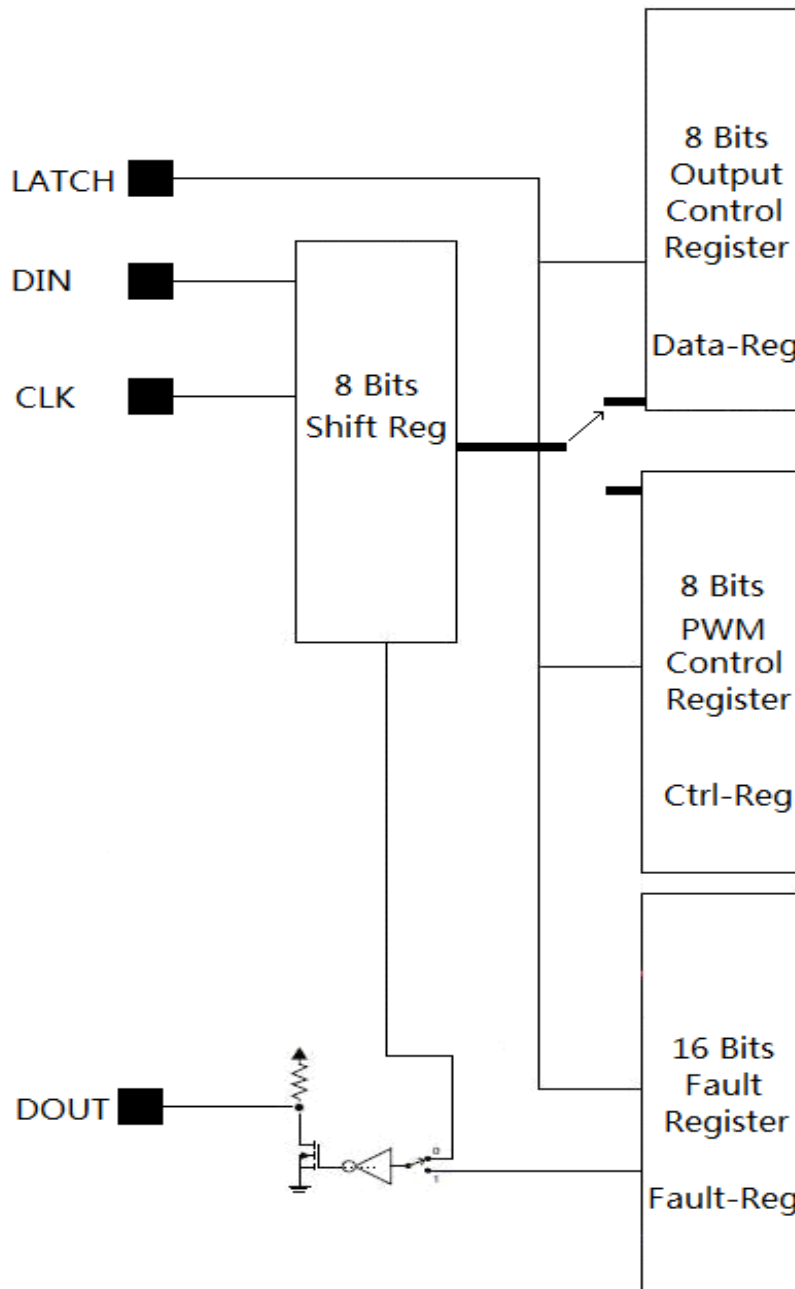 LATCH
DIN
CLK
8 Bits
Shift Reg
8 Bits
Output
Control
Register
Data-Reg
8 Bits
PWM
Control
Register
Ctrl-Reg
16 Bits
Fault
Register
Fault-Reg
DOUT
0
1